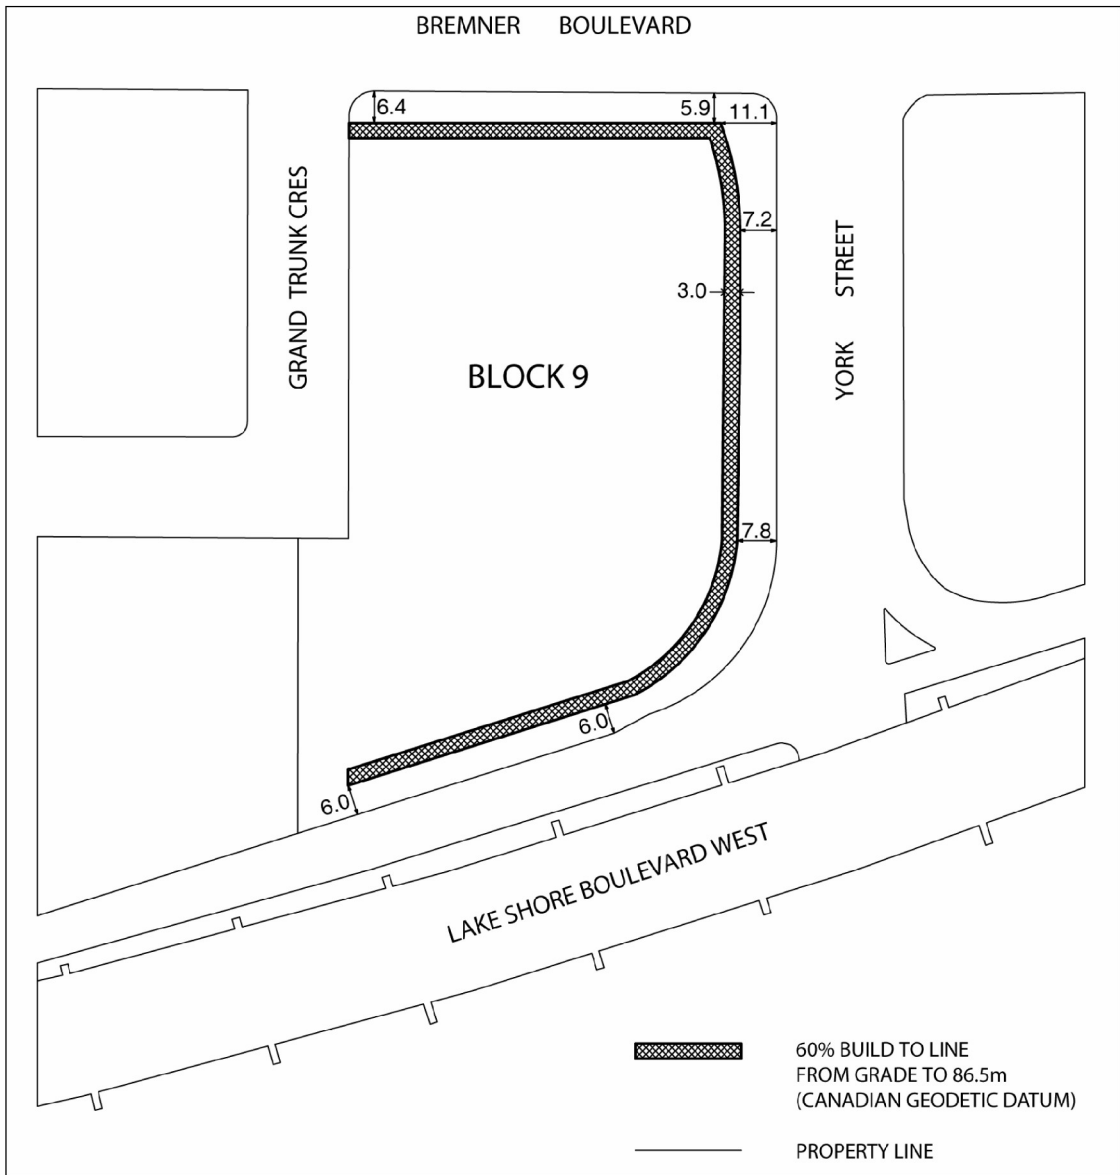 BREMNER BOULEVARD
6.4
5.9
11.1
GRAND TRUNK CRES
7.2
YORK STREET
3.0
BLOCK 9
7.8
6.0
6.0
LAKE SHORE BOULEVARD WEST
60% BUILD TO LINE
FROM GRADE TO 86.5m
(CANADIAN GEODETIC DATUM)
PROPERTY LINE